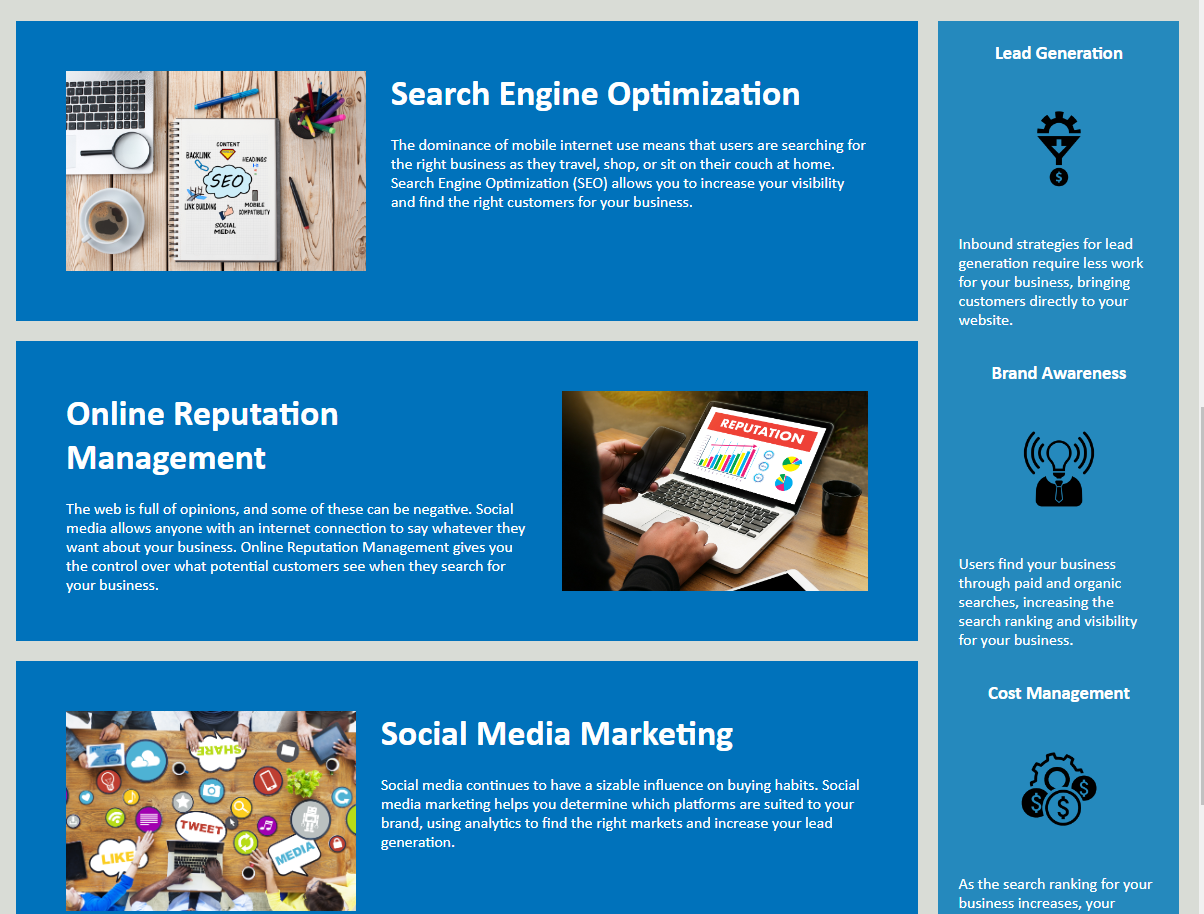 Search Engine Optimization
The dominance of mobile internet use means that users are searching for
the right business as they travel, shop, or sit on their couch at home.
Search Engine Optimization (SEO) allows you to increase your visibility
and find the right customers for your business.
CONTENT
BACKLINK
HEADINGS
SEO
LINK BUILDING
MOBILE
COMPATIBILITY
SOCIAL
MEDIA
Online Reputation
Management
The web is full of opinions, and some of these can be negative. Social
media allows anyone with an internet connection to say whatever they
want about your business. Online Reputation Management gives you
the control over what potential customers see when they search for
your business.
REPUTATION
Social Media Marketing
Social media continues to have a sizable influence on buying habits. Social
media marketing helps you determine which platforms are suited to your
brand, using analytics to find the right markets and increase your lead
generation.
SHARE
TWEET
LIKE
MEDIA
Lead Generation
$
Inbound strategies for lead
generation require less work
for your business, bringing
customers directly to your
website.
Brand Awareness
Users find your business
through paid and organic
searches, increasing the
search ranking and visibility
for your business.
Cost Management
$ $ $
As the search ranking for your
business increases, your